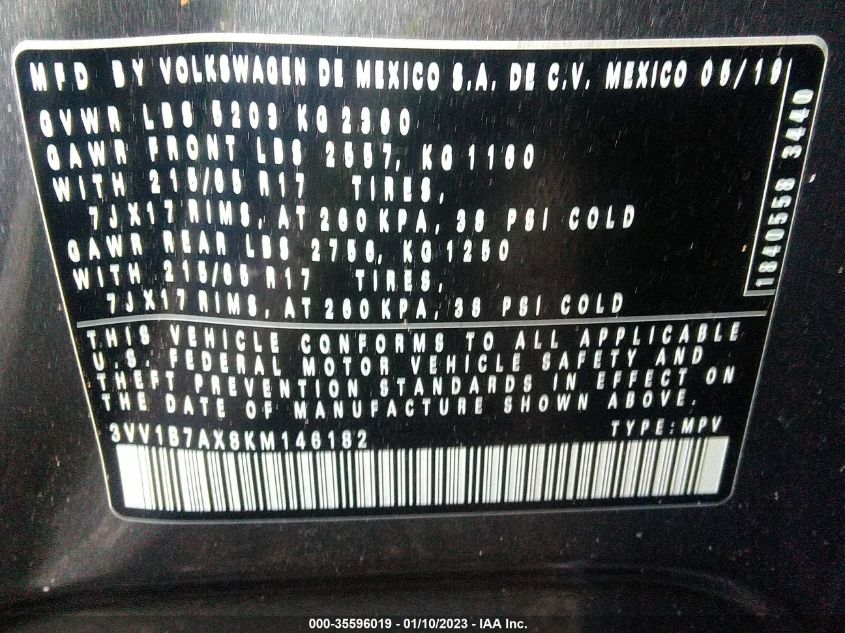 MFD BY VOLKSWAGEN DE MEXICO S.A. DE C.V. MEXICO 05/19
GVWR LBS 5203 KG 2360
GAWR FRONT LBS 2557, KG 1160
WITH 215/65 R17 TIRES,
7JX17 RIMS, AT 260 KPA, 38 PSI COLD
GAWR REAR LBS 2756, KG 1250
WITH 215/65 R17 TIRES,
7JX17 RIMS, AT 260 KPA, 38 PSI COLD
1840558 3440
THIS VEHICLE CONFORMS TO ALL APPLICABLE
U.S. FEDERAL MOTOR VEHICLE SAFETY AND
THEFT PREVENTION STANDARDS IN EFFECT ON
THE DATE OF MANUFACTURE SHOWN ABOVE.
3VV1B7AX8KM146182
TYPE: MPV
000-35596019 - 01/10/2023 - IAA Inc.